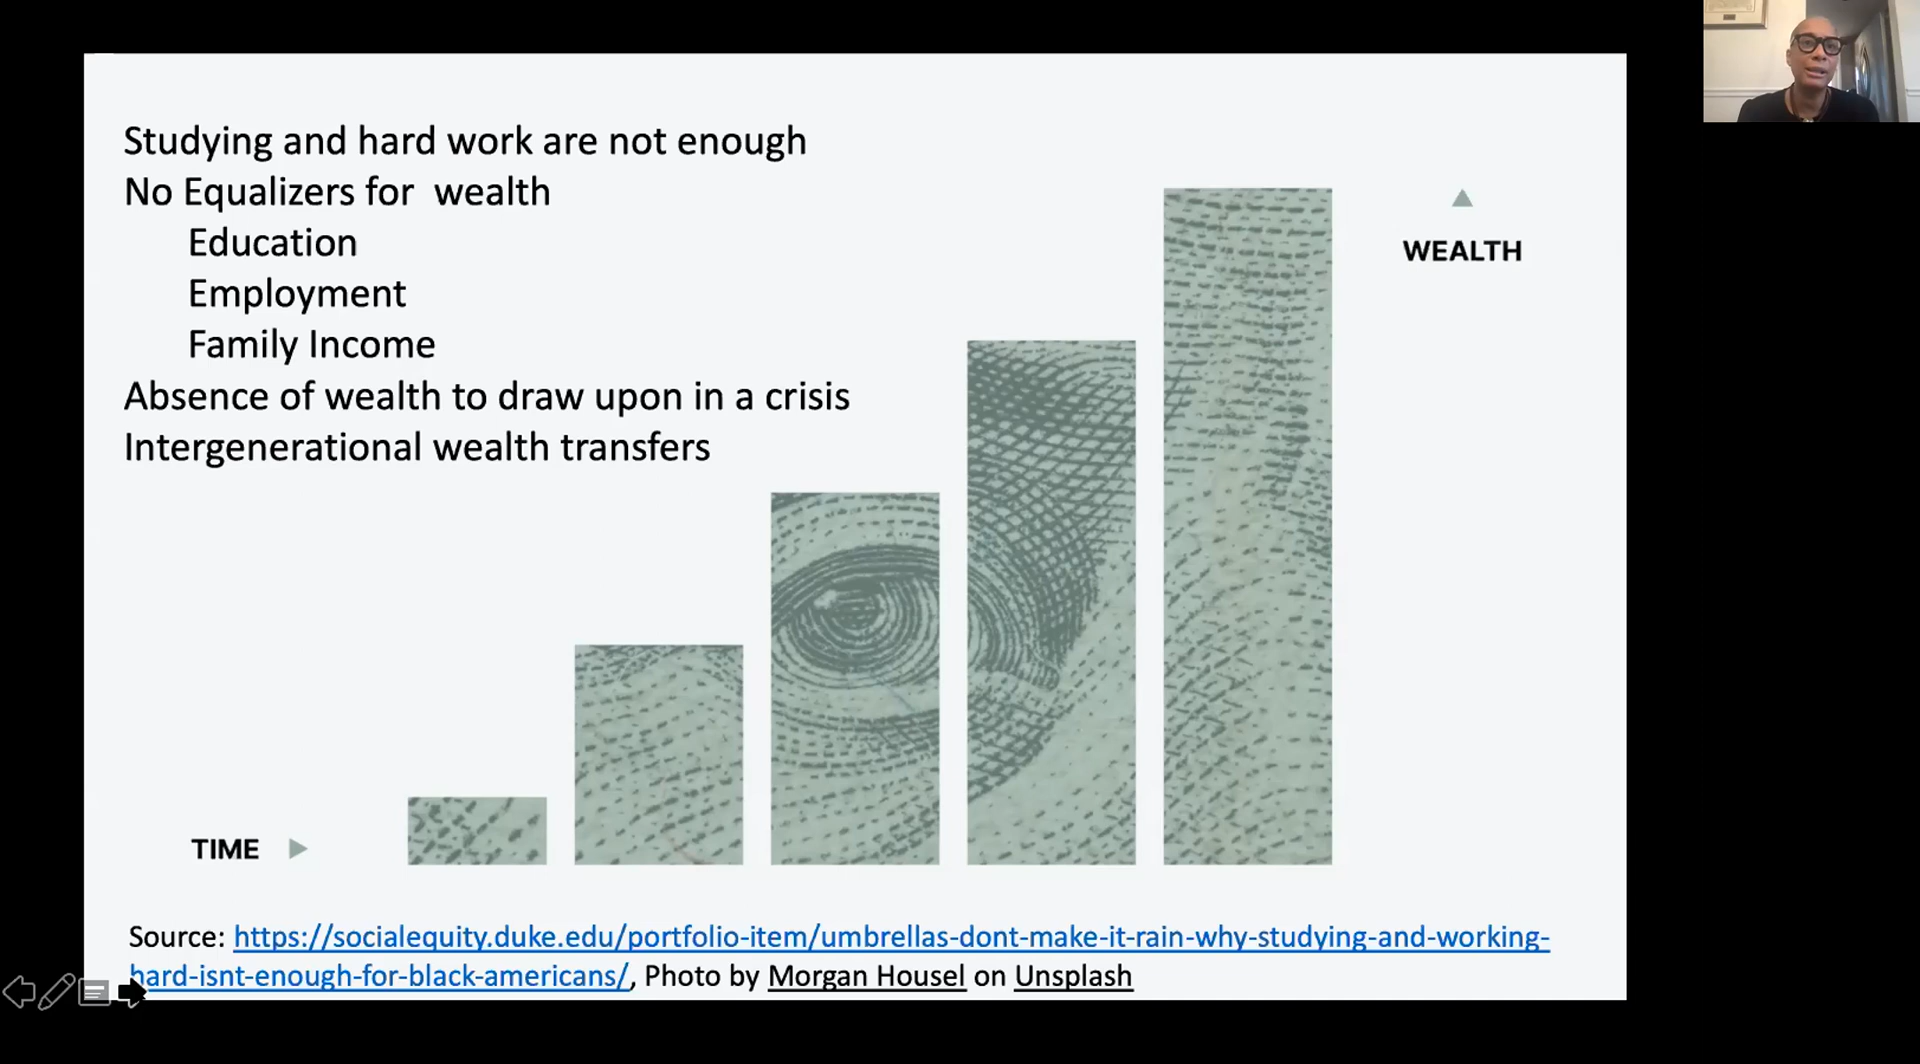 Studying and hard work are not enough
No Equalizers for  wealth
Education
Employment
Family Income
Absence of wealth to draw upon in a crisis
Intergenerational wealth transfers
WEALTH
TIME
Source: https://socialequity.duke.edu/portfolio-item/umbrellas-dont-make-it-rain-why-studying-and-working-
hard-isnt-enough-for-black-americans/, Photo by Morgan Housel on Unsplash